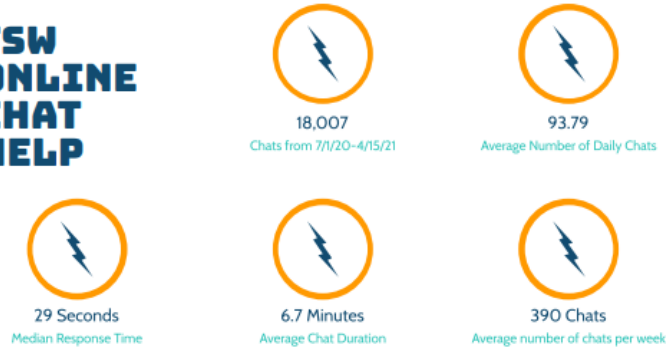 SW
ONLINE
CHAT
HELP
18,007
Chats from 7/1/20-4/15/21
93.79
Average Number of Daily Chats
29 Seconds
Median Response Time
6.7 Minutes
Average Chat Duration
390 Chats
Average number of chats per week